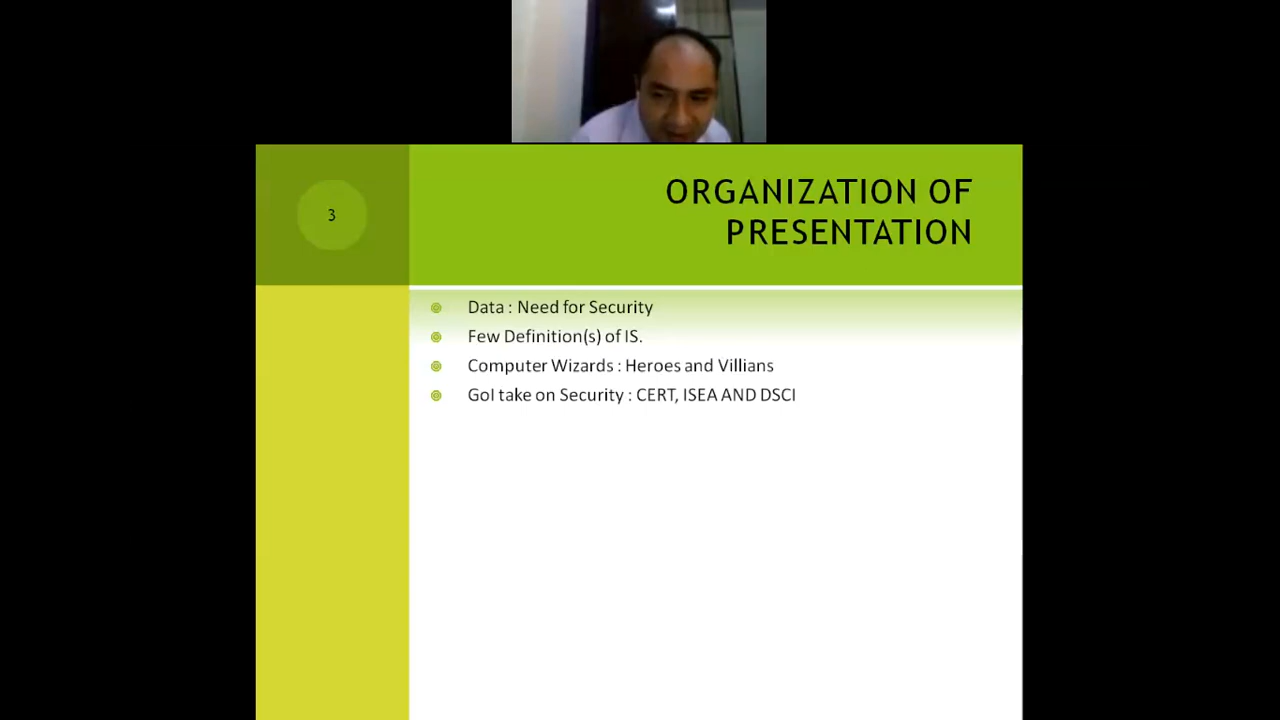 3
ORGANIZATION OF
PRESENTATION
Data : Need for Security
Few Definition(s) of IS.
Computer Wizards : Heroes and Villians
GoI take on Security : CERT, ISEA AND DSCI